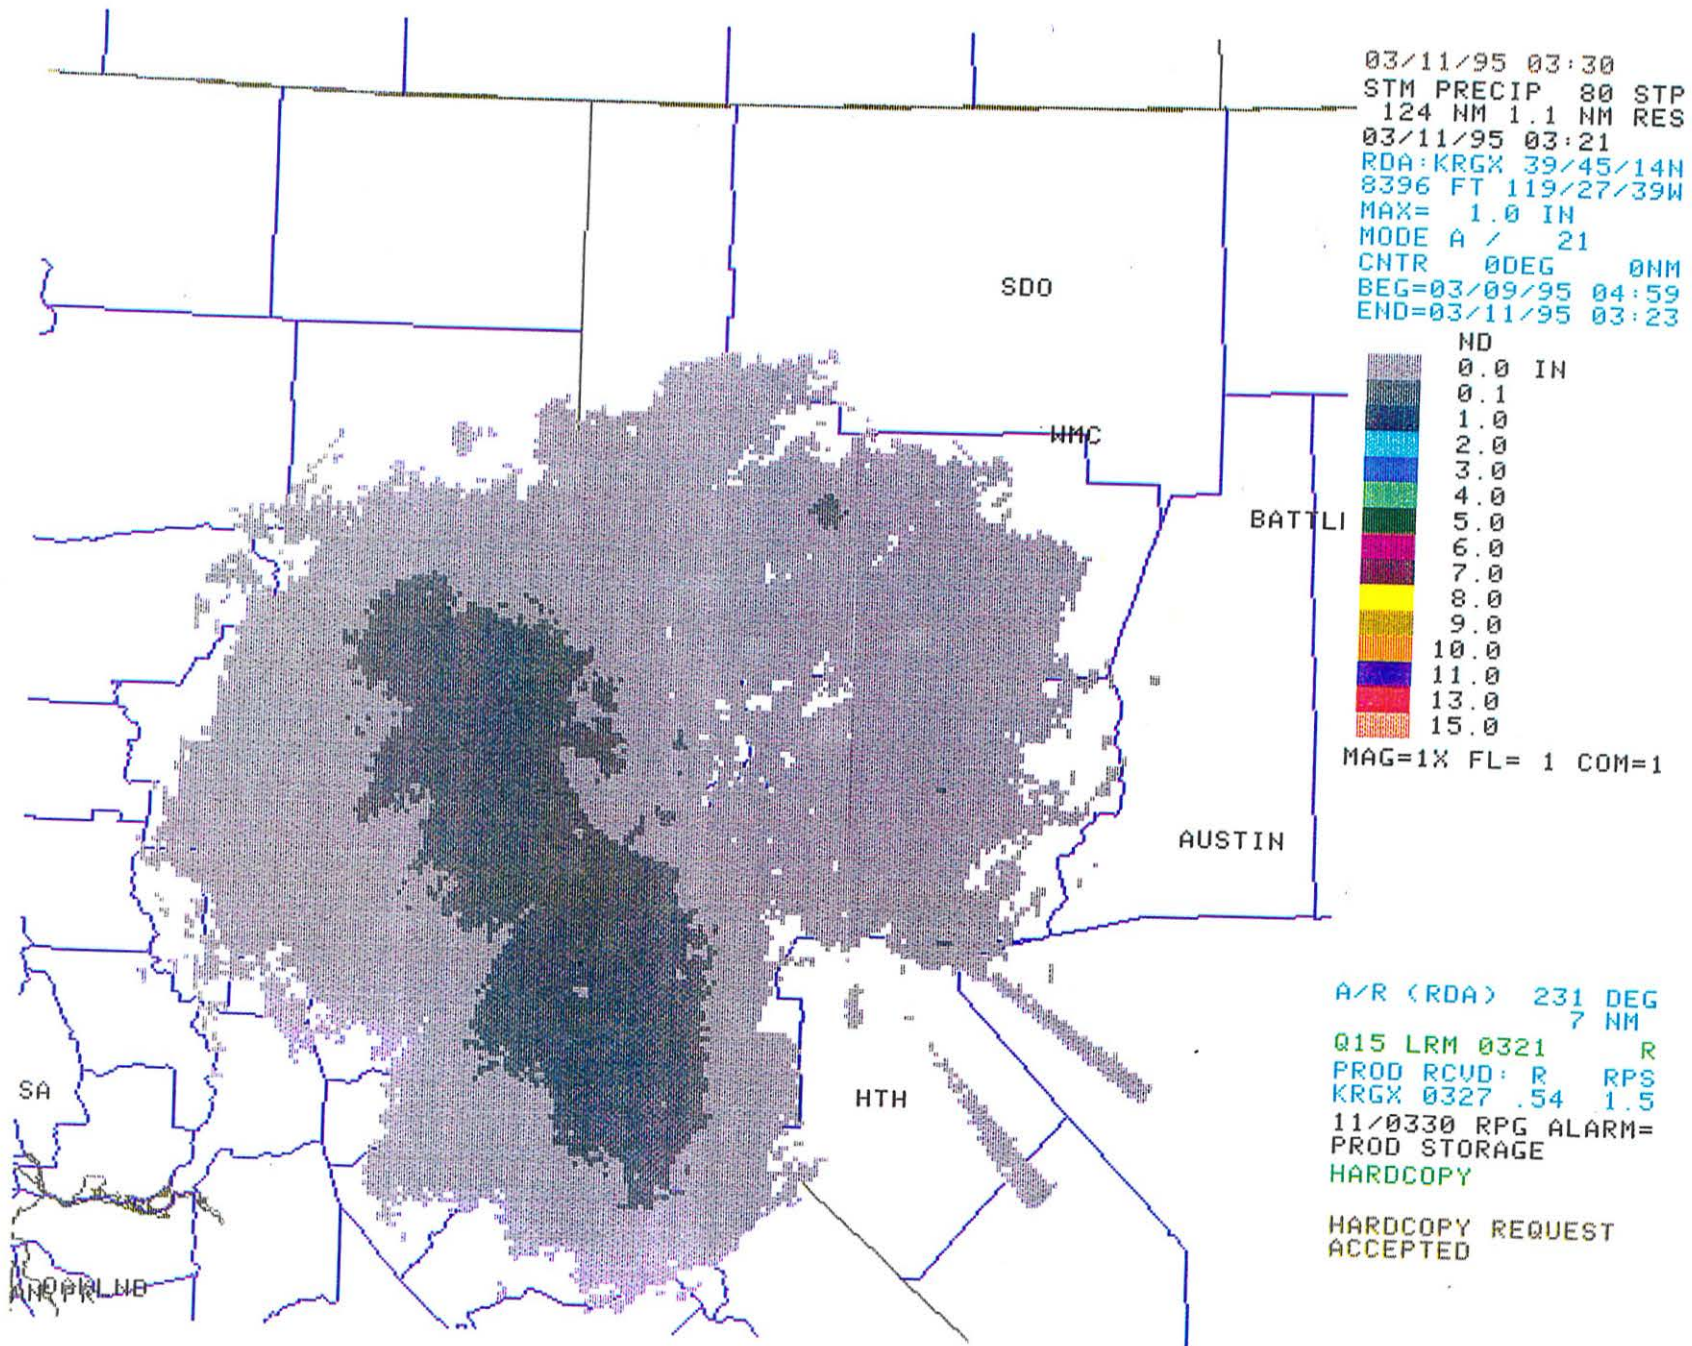 03/11/95 03:30
STM PRECIP 80 STP
124 NM 1.1 NM RES
03/11/95 03:21
RDA:KRGX 39/45/14N
8396 FT 119/27/39W
MAX= 1.0 IN
MODE A / 21
CNTR 0DEG 0NM
BEG=03/09/95 04:59
END=03/11/95 03:23
ND
0.0 IN
0.1
1.0
2.0
3.0
4.0
5.0
6.0
7.0
8.0
9.0
10.0
11.0
13.0
15.0
MAG=1X FL= 1 COM=1
SDO
WMC
BATTLI
AUSTIN
HTH
SA
A/R (RDA) 231 DEG
7 NM
Q15 LRM 0321 R
PROD RCVD: R RPS
KRGX 0327 .54 1.5
11/0330 RPG ALARM=
PROD STORAGE
HARDCOPY
HARDCOPY REQUEST
ACCEPTED